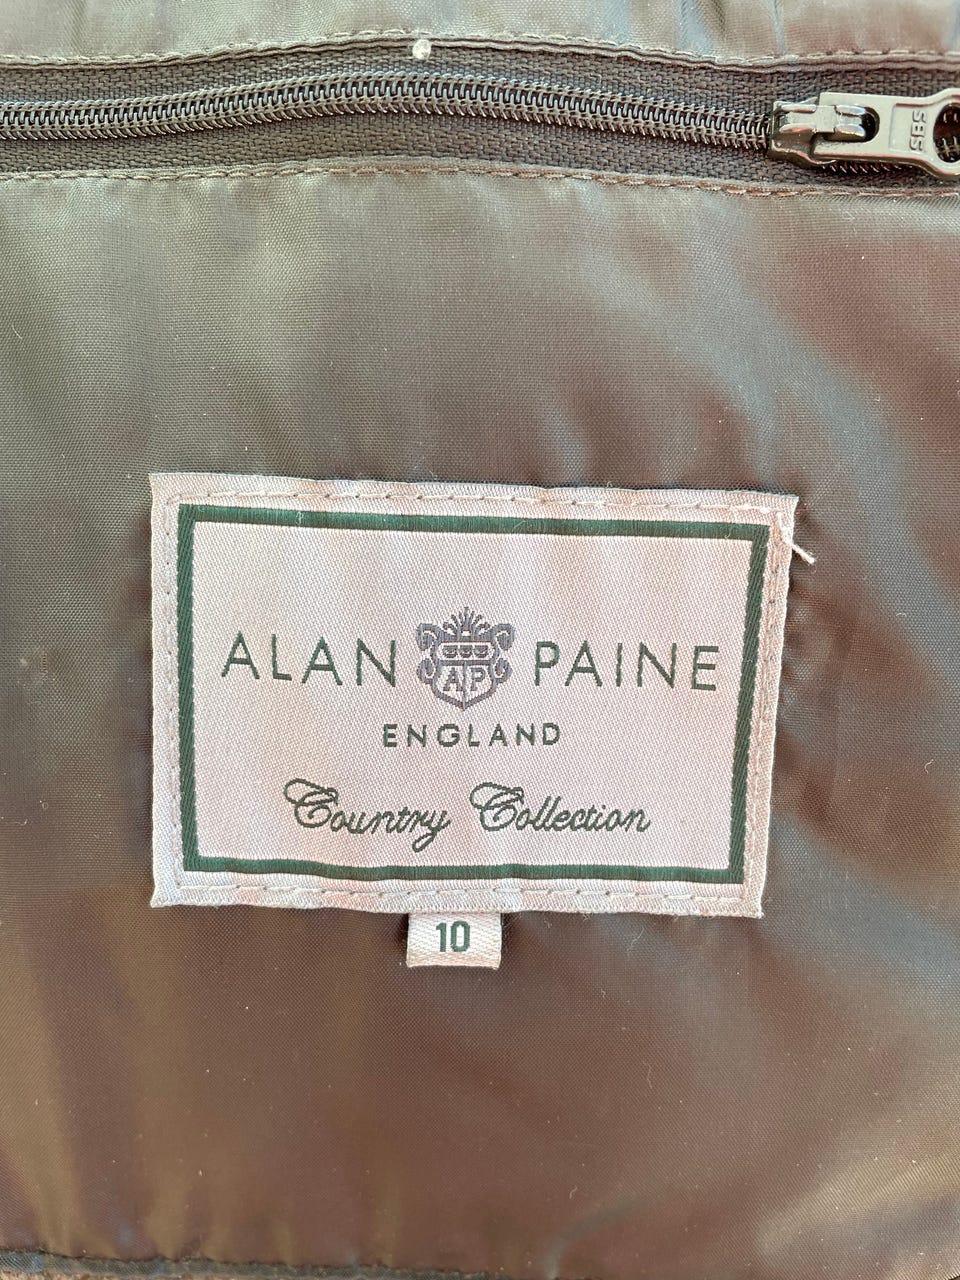 SBS
ALAN AP PAINE
ENGLAND
Country Collection
10